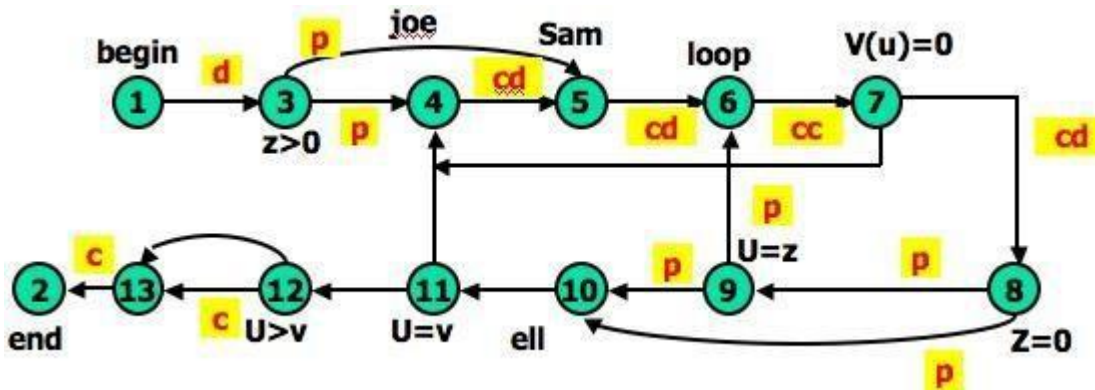 joe
p
Sam
begin
loop
V(u)=0
d
cd
1
3
4
5
6
7
z>0
p
cd
cc
cd
p
U=z
c
p
p
2
13
12
11
10
9
8
c
end
U>v
U=v
ell
Z=0
p